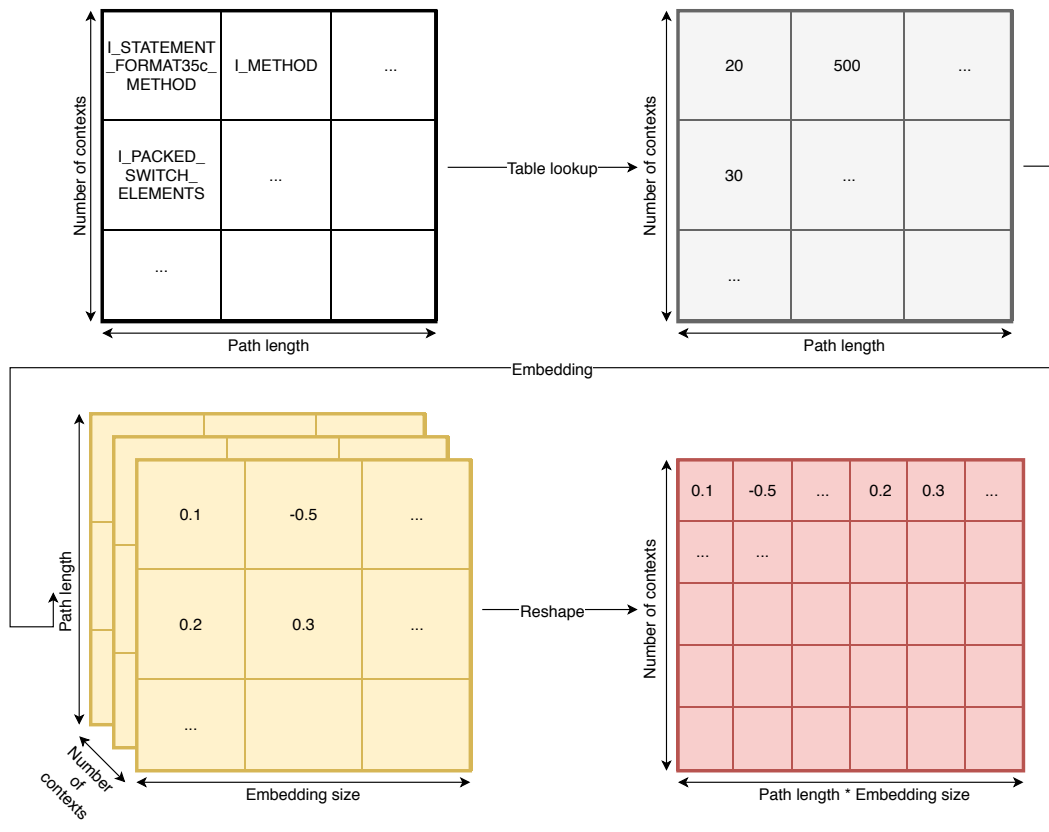 I_STATEMENT
_FORMAT35c_
METHOD
I_METHOD
...
I_PACKED_
SWITCH_
ELEMENTS
...
...
Number of contexts
Path length
Table lookup
20
500
...
30
...
...
Number of contexts
Path length
Embedding
0.1
-0.5
...
0.2
0.3
...
...
Path length
Number
of
contexts
Embedding size
Reshape
0.1
-0.5
...
0.2
0.3
...
...
...
Number of contexts
Path length * Embedding size